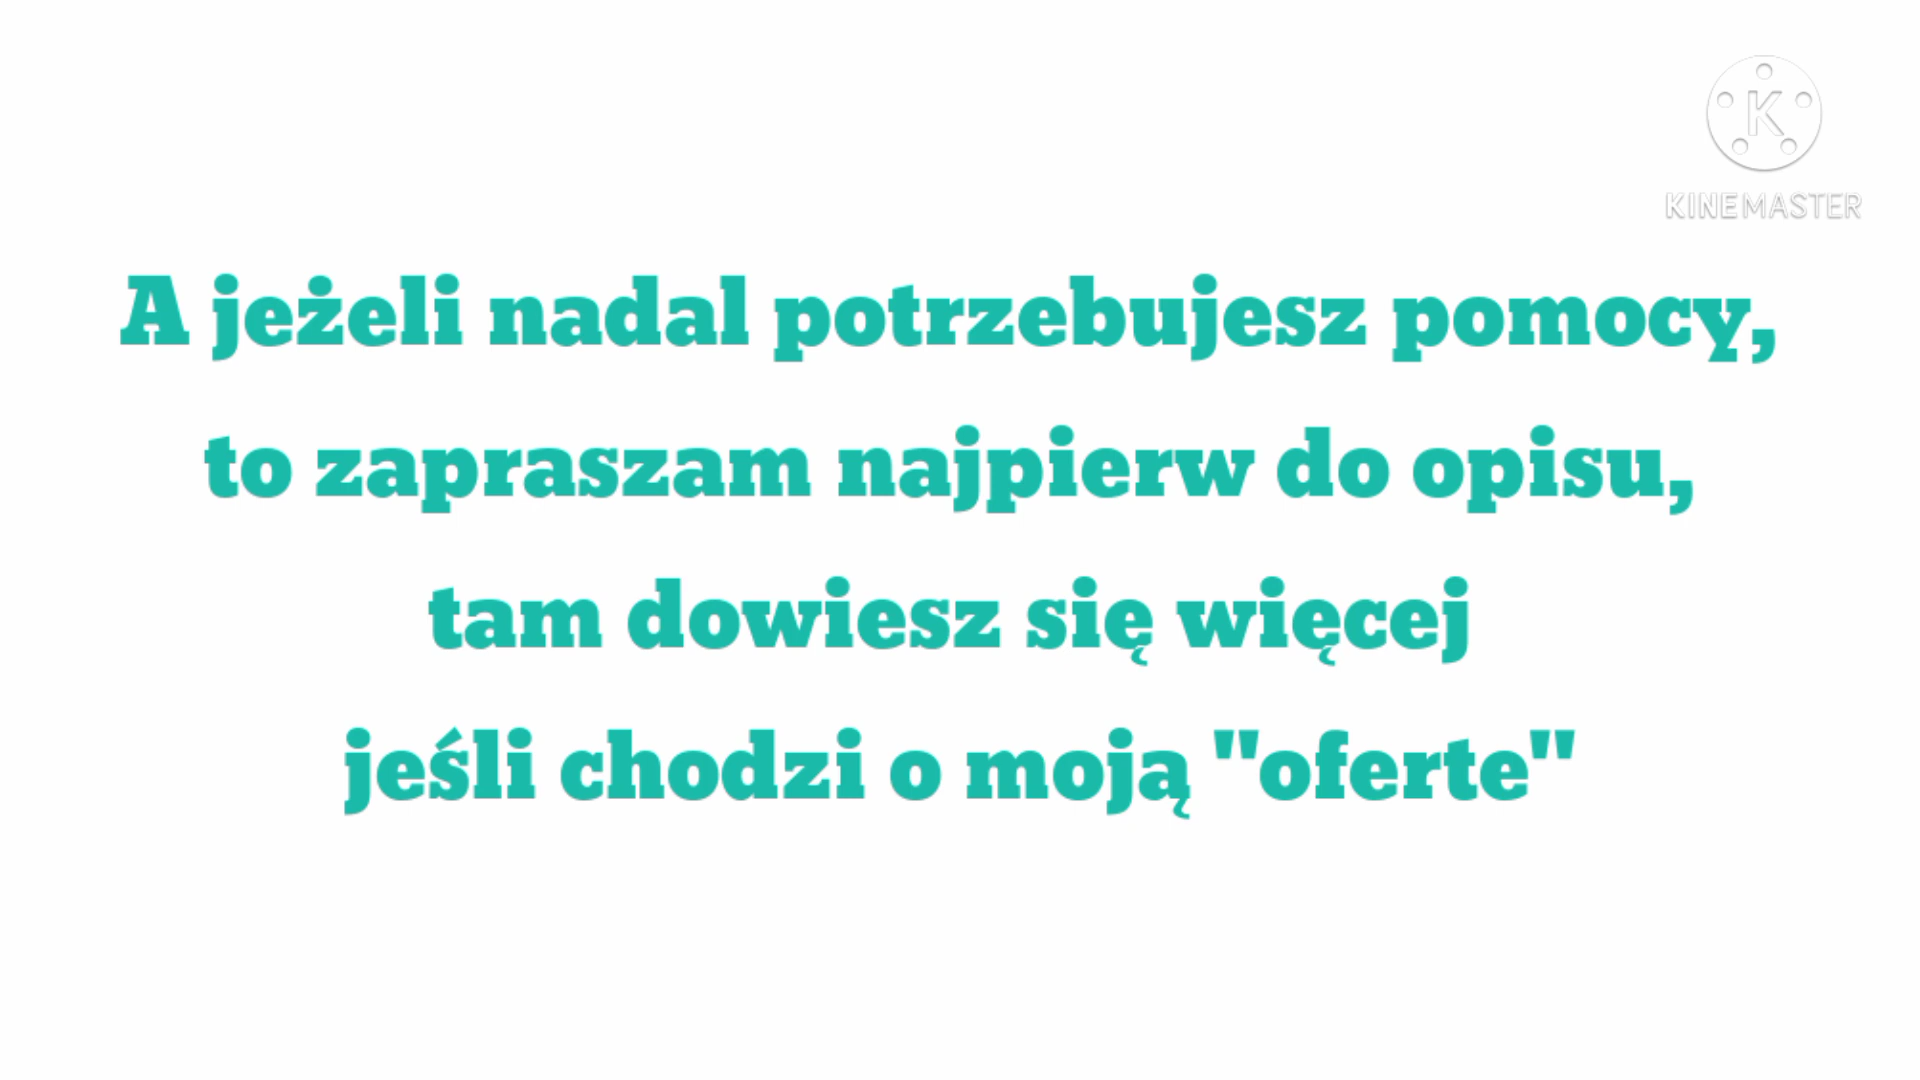 K
KINEMASTER
A jeżeli nadal potrzebujesz pomocy,
to zapraszam najpierw do opisu,
tam dowiesz się więcej
jeśli chodzi o moją "oferte"